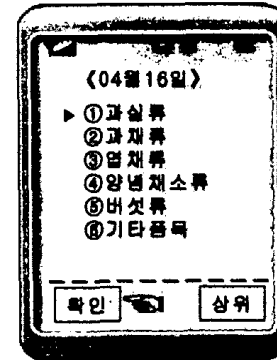 《04월16일》
▶ ①과실류
②과채류
③엽채류
④양념채소류
⑤버섯류
⑥기타품목
확인 상위